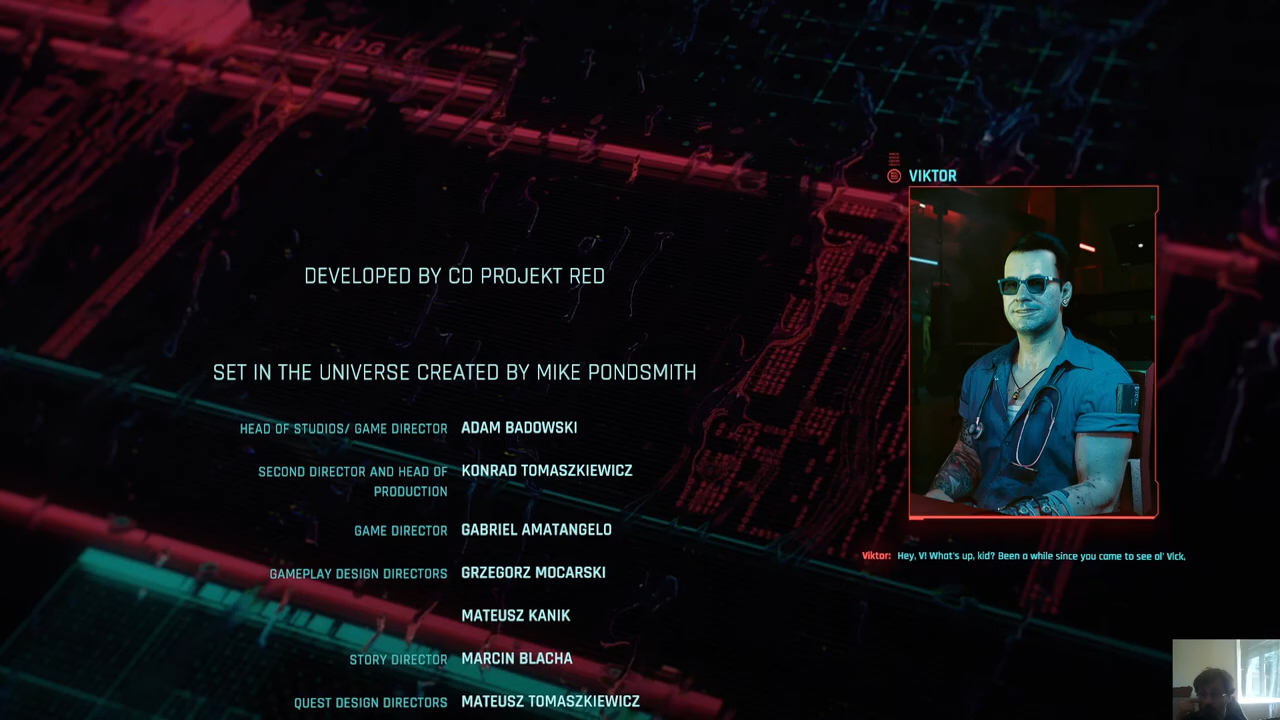 VIKTOR
DEVELOPED BY CD PROJEKT RED
SET IN THE UNIVERSE CREATED BY MIKE PONDSMITH
HEAD OF STUDIOS/ GAME DIRECTOR ADAM BADOWSKI
SECOND DIRECTOR AND HEAD OF KONRAD TOMASZKIEWICZ
PRODUCTION
GAME DIRECTOR GABRIEL AMATANGELO
Viktor: Hey, V! What's up, kid? Been a while since you came to see ol' Vick.
GAMEPLAY DESIGN DIRECTORS GRZEGORZ MOCARSKI
MATEUSZ KANIK
STORY DIRECTOR MARCIN BLACHA
QUEST DESIGN DIRECTORS MATEUSZ TOMASZKIEWICZ